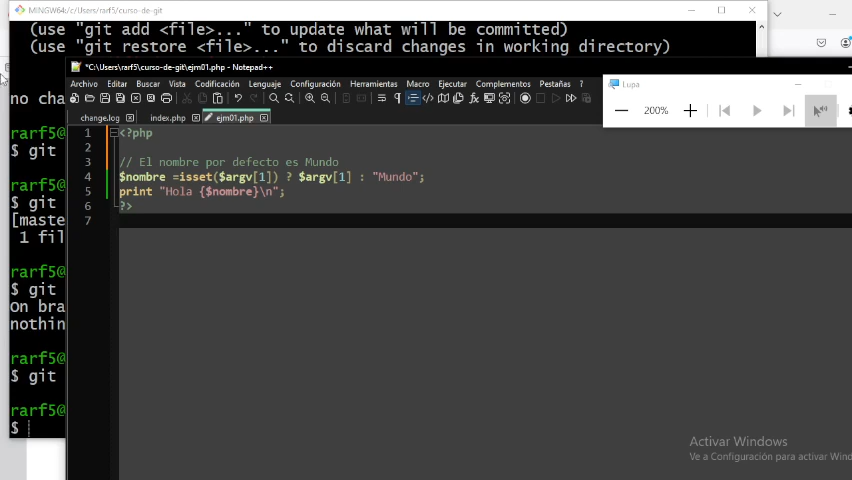 MINGW64:/c/Users/rarf5/curso-de-git
(use "git add <file>..." to update what will be committed)
(use "git restore <file>..." to discard changes in working directory)
*C:\Users\rarf5\curso-de-git\ejm01.php - Notepad++
Archivo Editar Buscar Vista Codificación Lenguaje Configuración Herramientas Macro Ejecutar Complementos Pestañas ?
Lupa
200%
no cha
change.log index.php ejm01.php
1 <?php
rarf5@
2
$ git
3 // El nombre por defecto es Mundo
4 $nombre =isset($argv[1]) ? $argv[1] : "Mundo";
rarf5@
5 print "Hola {$nombre}\n";
$ git
6 ?>
[maste
7
1 fil
rarf5@
$ git
On bra
nothin
rarf5@
$ git
rarf5@
$
Activar Windows
Ve a Configuración para activar Wind